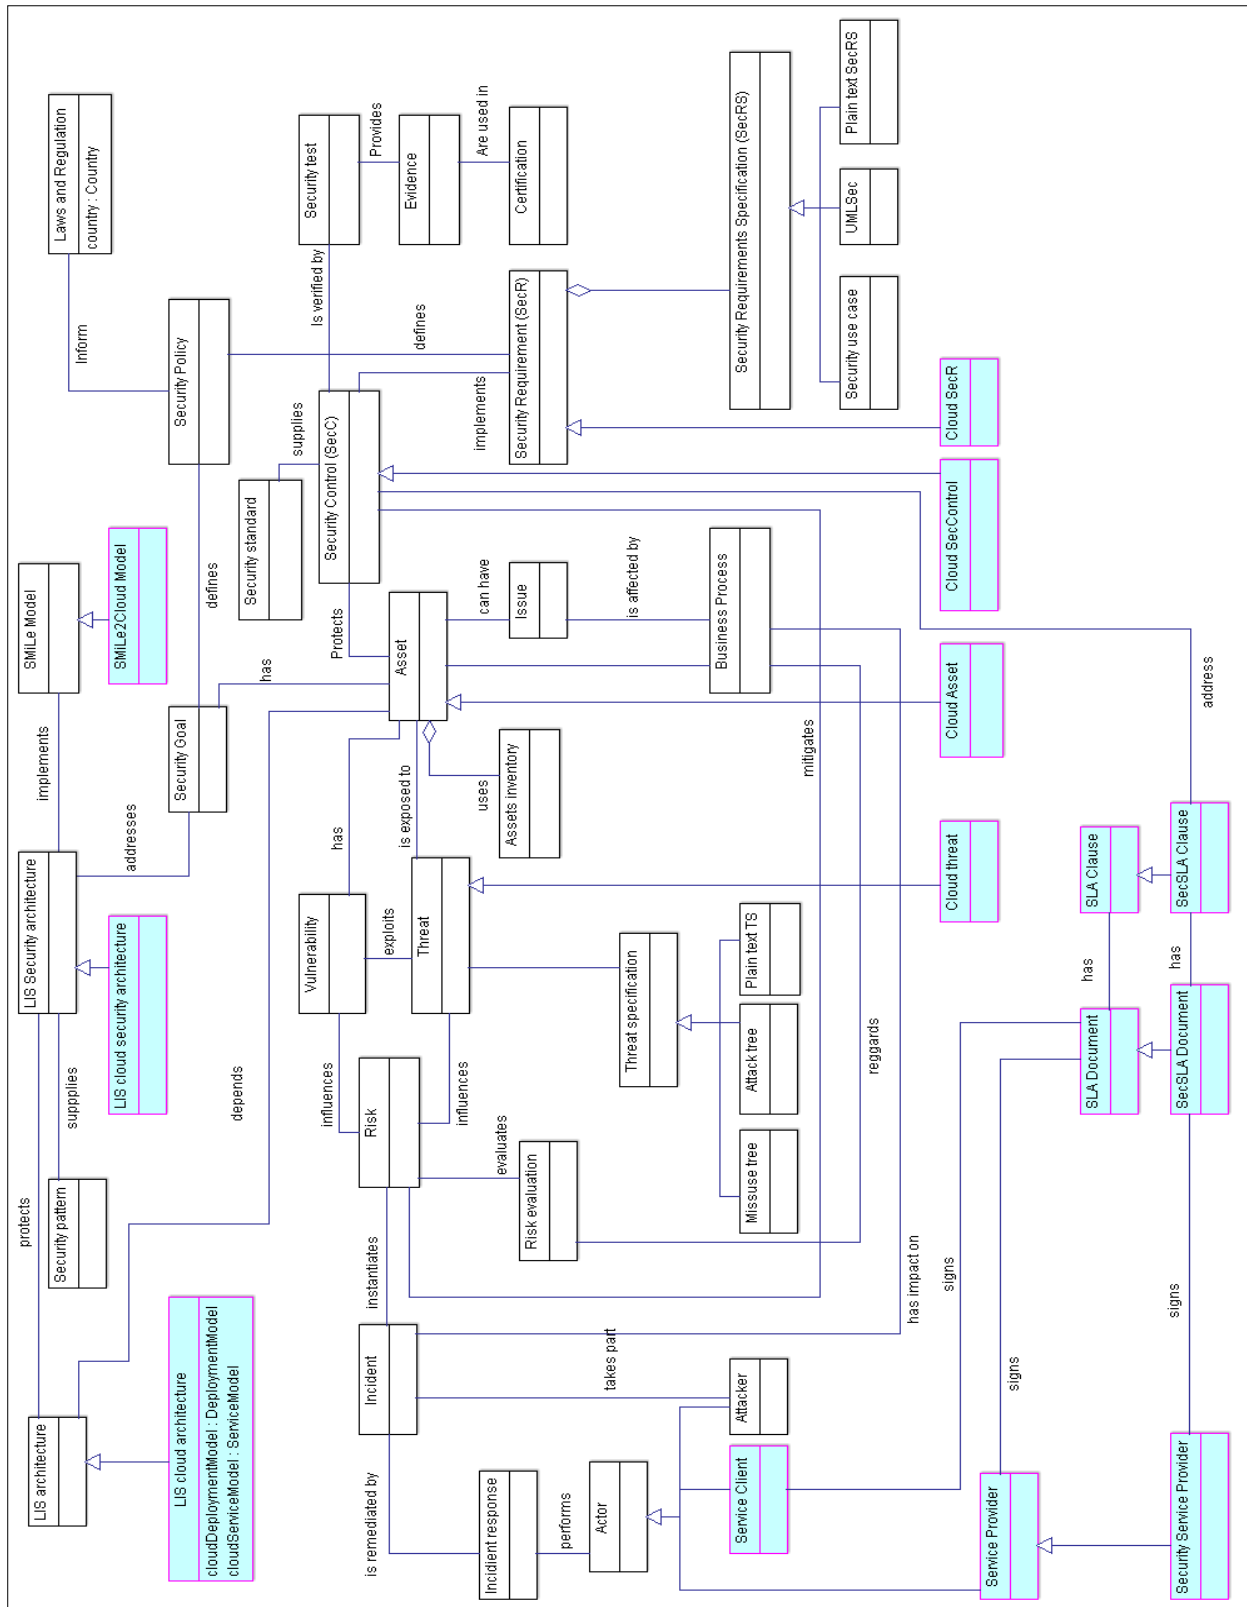 LIS architecture
protects
LIS Security architecture
implements
SMiLe Model
Security pattern
suppplies
Laws and Regulation
country : Country
Inform
LIS cloud architecture
cloudDeploymentModel : DeploymentModel
cloudServiceModel : ServiceModel
LIS cloud security architecture
addresses
SMiLe2Cloud Model
Security Goal
defines
Security Policy
depends
has
Security standard
supplies
Is verified by
Security test
Provides
Evidence
Are used in
Certification
Vulnerability
has
influences
exploits
Protects
Security Control (SecC)
Incident
instantiates
Risk
influences
Threat
is exposed to
Asset
can have
Issue
is affected by
defines
implements
Security Requirement (SecR)
is remediated by
Incidient response
performs
Actor
takes part
evaluates
Risk evaluation
uses
Assets inventory
Threat specification
Missuse tree
Attack tree
Plain text TS
Business Process
Security Requirements Specification (SecRS)
Security use case
UMLSec
Plain text SecRS
Attacker
Service Client
has impact on
reggards
mitigates
signs
Cloud threat
Cloud Asset
Cloud SecControl
Cloud SecR
Service Provider
signs
SLA Document
has
SLA Clause
Security Service Provider
signs
SecSLA Document
has
SecSLA Clause
address